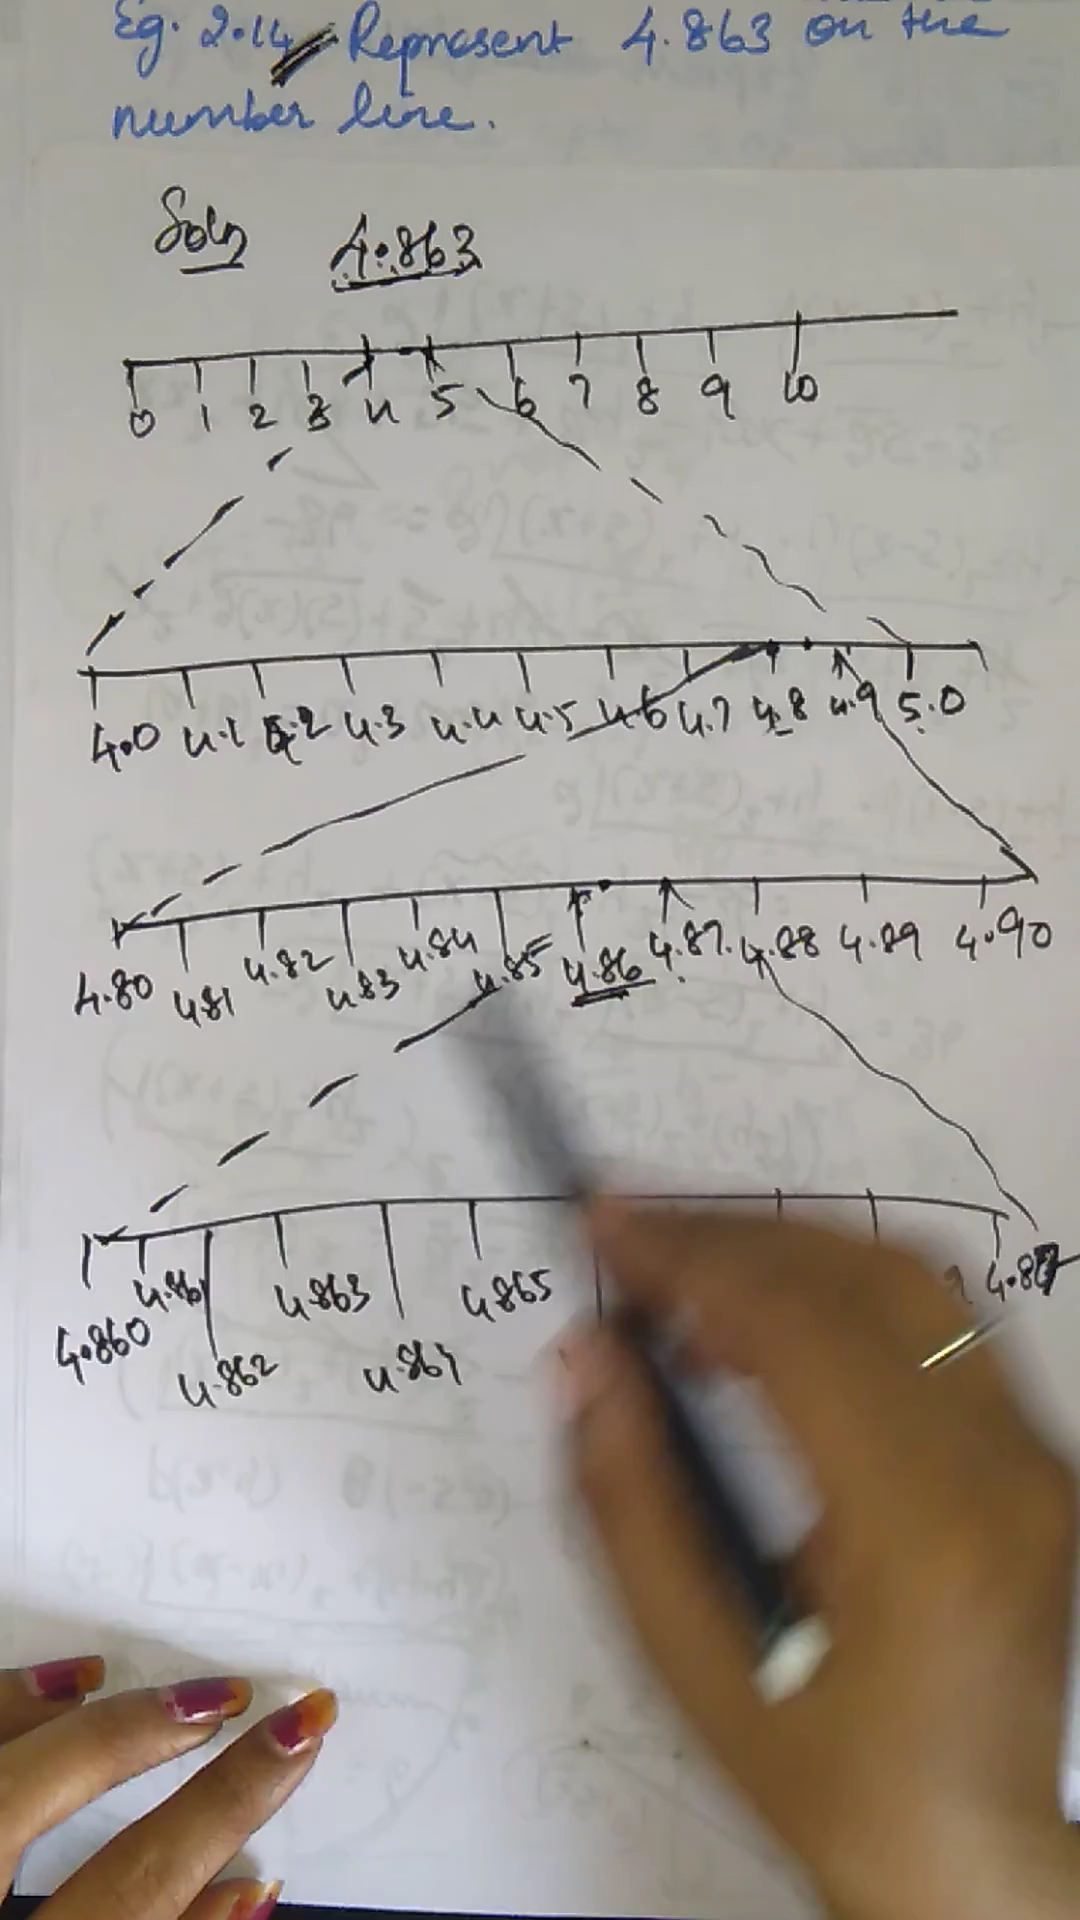 Eg. 2.14 Represent 4.863 on the
number line.
Soln 4.863
0 1 2 3 4 5 6 7 8 9 10
4.0 4.1 4.2 4.3 4.4 4.5 4.6 4.7 4.8 4.9 5.0
4.80 4.81 4.82 4.83 4.84 4.85 4.86 4.87 4.88 4.89 4.90
4.860 4.861 4.862 4.863 4.864 4.865